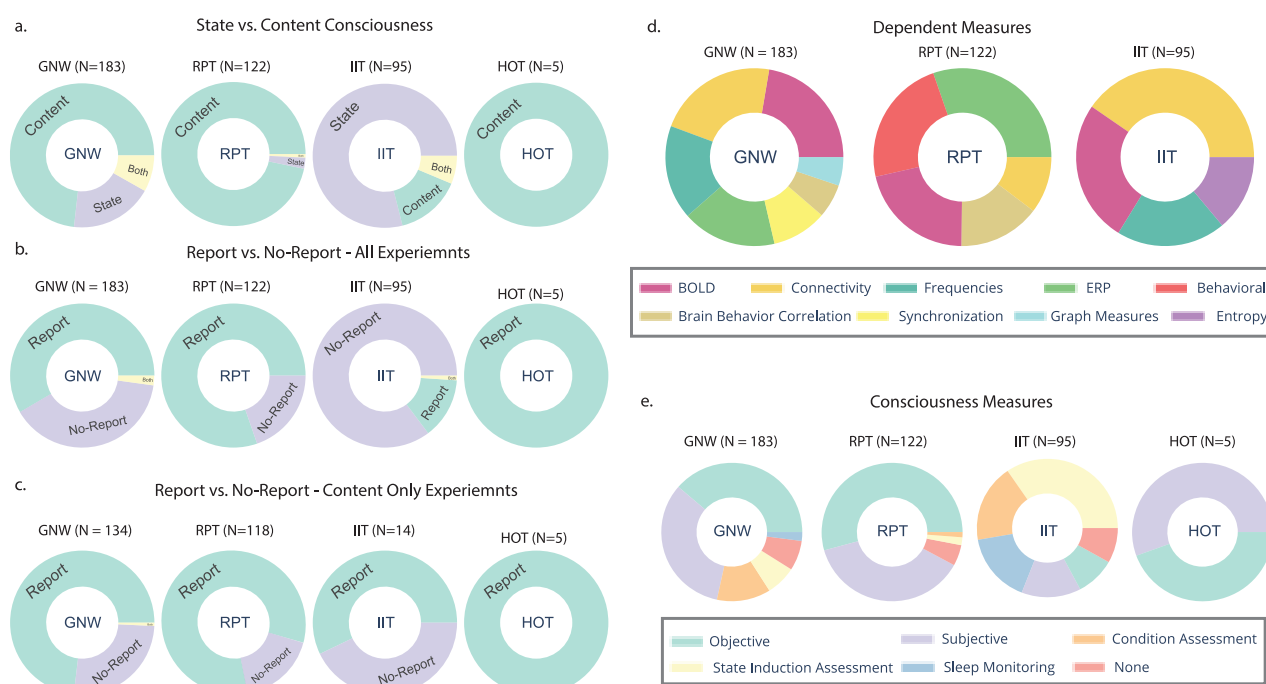 a.
State vs. Content Consciousness
GNW (N=183)
RPT (N=122)
IIT (N=95)
HOT (N=5)
Content
GNW
Both
State
Content
RPT
State
State
IIT
Both
Content
Content
HOT
b.
Report vs. No-Report - All Experiemnts
GNW (N = 183)
RPT (N=122)
IIT (N=95)
HOT (N=5)
Report
GNW
Both
No-Report
Report
RPT
No-Report
No-Report
IIT
Both
Report
Report
HOT
c.
Report vs. No-Report - Content Only Experiemnts
GNW (N = 134)
RPT (N=118)
IIT (N=14)
HOT (N=5)
Report
GNW
No-Report
Report
RPT
No-Report
Report
IIT
No-Report
Report
HOT
d.
Dependent Measures
GNW (N = 183)
RPT (N=122)
IIT (N=95)
GNW
RPT
IIT
BOLD
Connectivity
Frequencies
ERP
Behavioral
Brain Behavior Correlation
Synchronization
Graph Measures
Entropy
e.
Consciousness Measures
GNW (N = 183)
RPT (N=122)
IIT (N=95)
HOT (N=5)
GNW
RPT
IIT
HOT
Objective
Subjective
Condition Assessment
State Induction Assessment
Sleep Monitoring
None